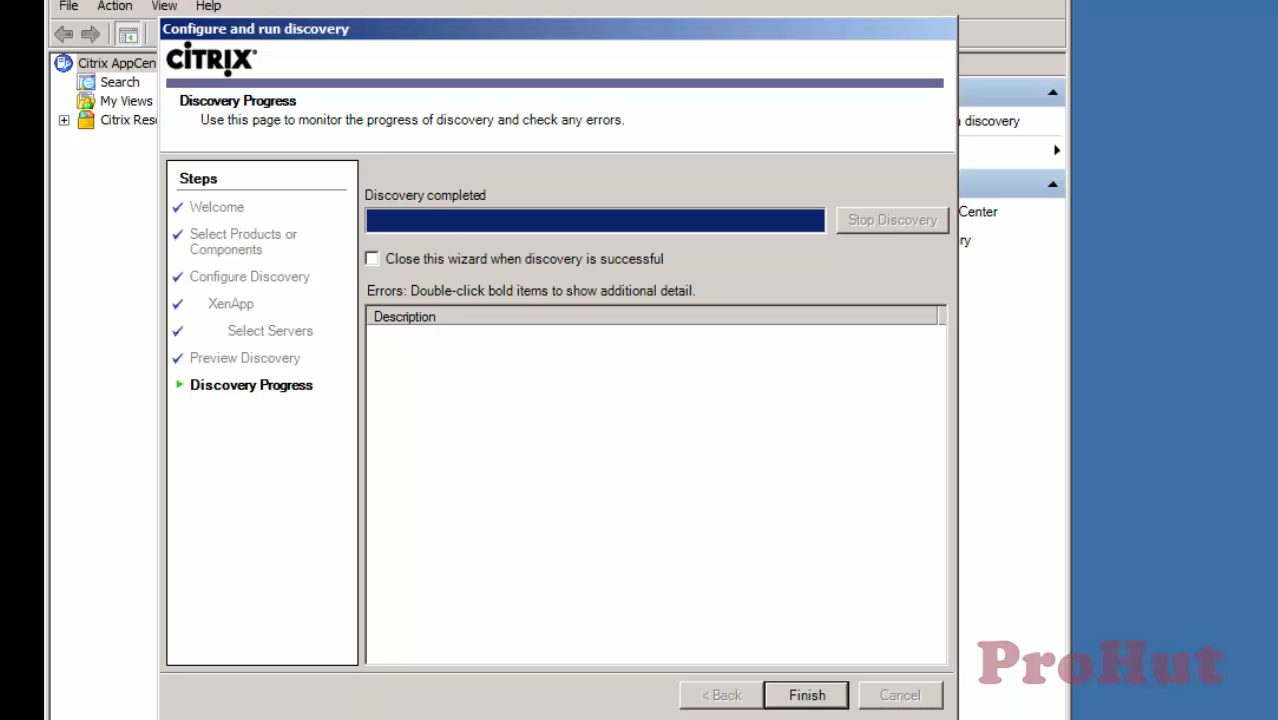 File Action View Help
Configure and run discovery
CİTRIX
Citrix AppCen
Search
My Views
Citrix Res
Discovery Progress
Use this page to monitor the progress of discovery and check any errors.
Steps
Welcome
Select Products or
Components
Configure Discovery
XenApp
Select Servers
Preview Discovery
Discovery Progress
Discovery completed
Stop Discovery
Close this wizard when discovery is successful
Errors: Double-click bold items to show additional detail.
Description
< Back Finish Cancel
discovery
Center
ry
ProHut